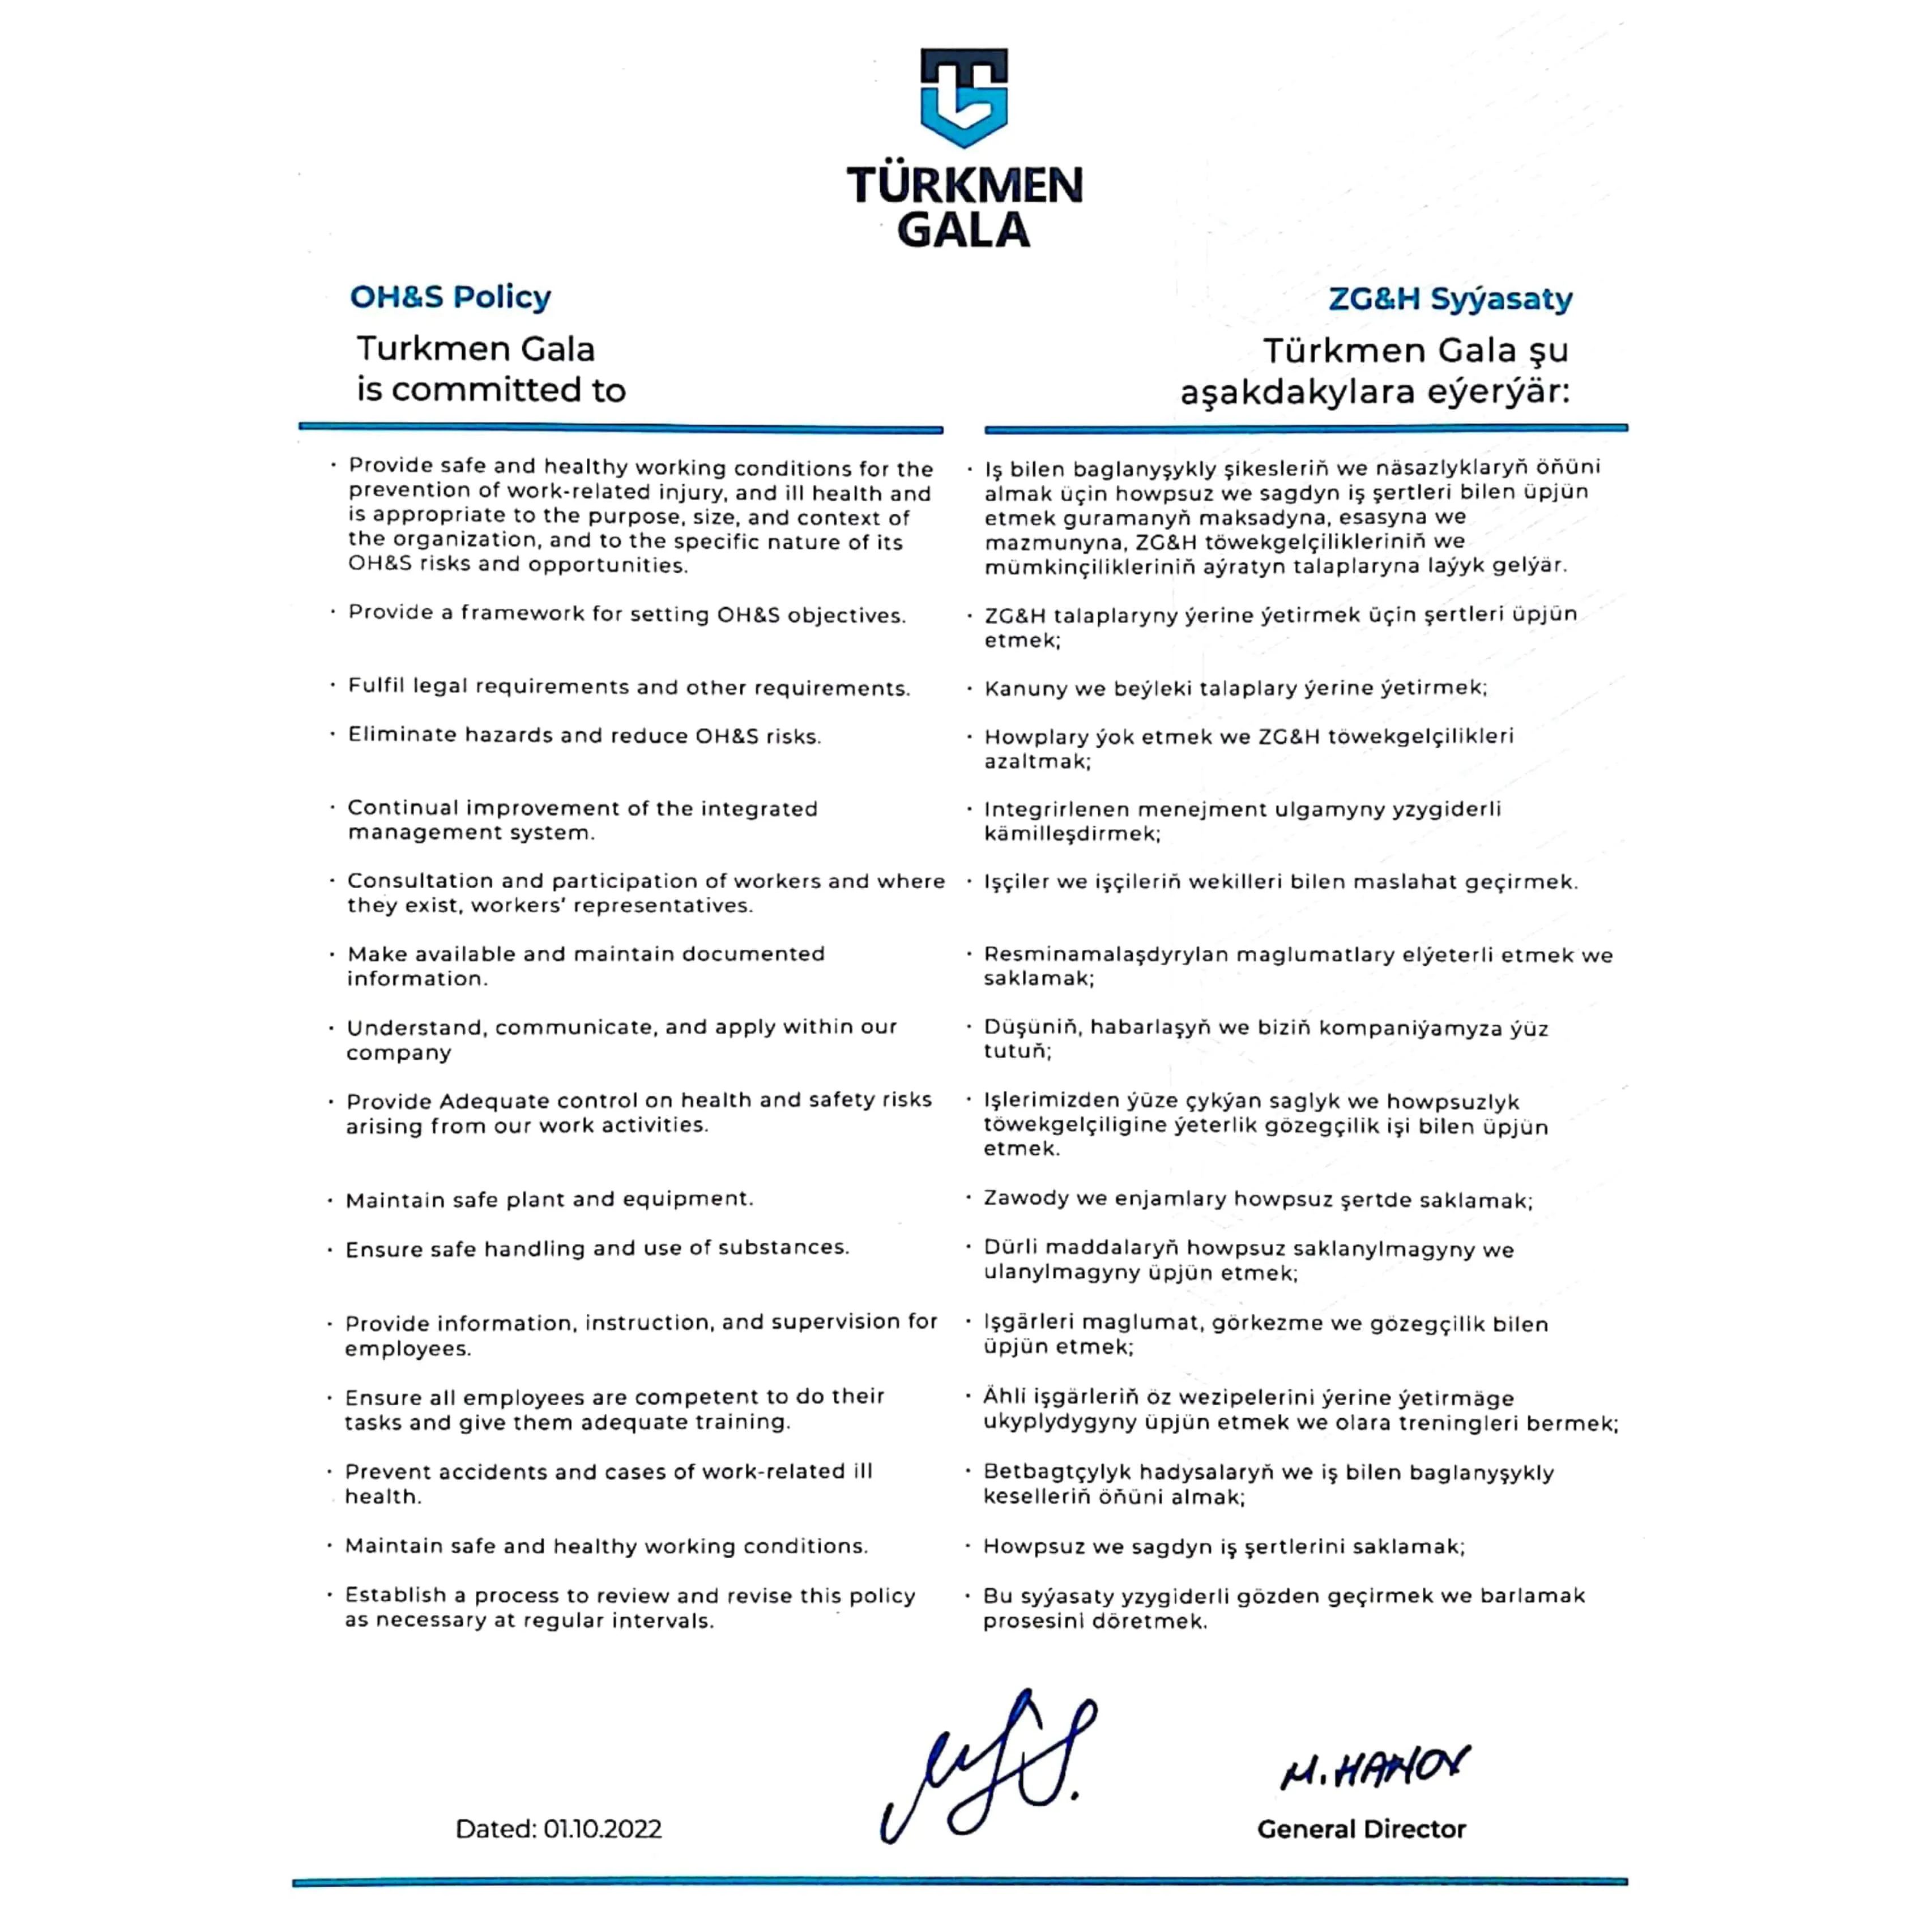 TÜRKMEN
GALA
OH&S Policy
Turkmen Gala
is committed to
· Provide safe and healthy working conditions for the
prevention of work-related injury, and ill health and
is appropriate to the purpose, size, and context of
the organization, and to the specific nature of its
OH&S risks and opportunities.
· Provide a framework for setting OH&S objectives.
· Fulfil legal requirements and other requirements.
· Eliminate hazards and reduce OH&S risks.
· Continual improvement of the integrated
management system.
· Consultation and participation of workers and where
they exist, workers' representatives.
· Make available and maintain documented
information.
· Understand, communicate, and apply within our
company
· Provide Adequate control on health and safety risks
arising from our work activities.
· Maintain safe plant and equipment.
· Ensure safe handling and use of substances.
· Provide information, instruction, and supervision for
employees.
· Ensure all employees are competent to do their
tasks and give them adequate training.
· Prevent accidents and cases of work-related ill
health.
· Maintain safe and healthy working conditions.
· Establish a process to review and revise this policy
as necessary at regular intervals.
ZG&H Syýasaty
Türkmen Gala şu
aşakdakylara eýerýär:
· Iş bilen baglanyşykly şikesleriň we näsazlyklaryň öňüni
almak üçin howpsuz we sagdyn iş şertleri bilen üpjün
etmek guramanyň maksadyna, esasyna we
mazmunyna, ZG&H töwekgelçilikleriniň we
mümkinçilikleriniň aýratyn talaplaryna laýyk gelýär.
· ZG&H talaplaryny ýerine ýetirmek üçin şertleri üpjün
etmek;
· Kanuny we beýleki talaplary ýerine ýetirmek;
· Howplary ýok etmek we ZG&H töwekgelçilikleri
azaltmak;
· Integrirlenen menejment ulgamyny yzygiderli
kämilleşdirmek;
· Işçiler we işçileriň wekilleri bilen maslahat geçirmek.
· Resminamalaşdyrylan maglumatlary elýeterli etmek we
saklamak;
· Düşüniň, habarlaşyň we biziň kompaniýamyza ýüz
tutuň;
· Işlerimizden ýüze çykýan saglyk we howpsuzlyk
töwekgelçiligine ýeterlik gözegçilik işi bilen üpjün
etmek.
· Zawody we enjamlary howpsuz şertde saklamak;
· Dürli maddalaryň howpsuz saklanylmagyny we
ulanylmagyny üpjün etmek;
· Işgärleri maglumat, görkezme we gözegçilik bilen
üpjün etmek;
· Ähli işgärleriň öz wezipelerini ýerine ýetirmäge
ukyplydygyny üpjün etmek we olara treningleri bermek;
· Betbagtçylyk hadysalaryň we iş bilen baglanyşykly
keselleriň öňüni almak;
· Howpsuz we sagdyn iş şertlerini saklamak;
· Bu syýasaty yzygiderli gözden geçirmek we barlamak
prosesini döretmek.
M. HANOV
Dated: 01.10.2022
General Director